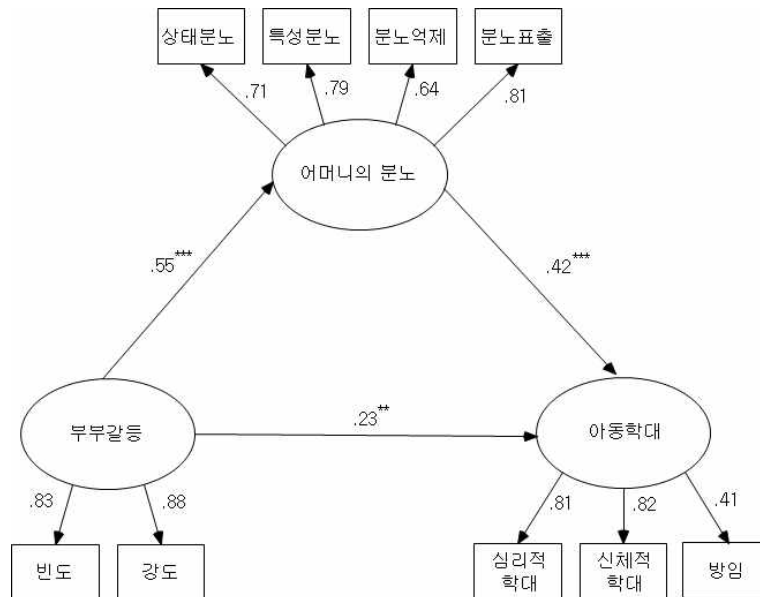 상태분노 특성분노 분노억제 분노표출
.71 .79 .64 .81
어머니의 분노
.55*** .42***
부부갈등 .23** 아동학대
.83 .88 .81 .82 .41
빈도 강도 심리적 신체적 방임
학대 학대